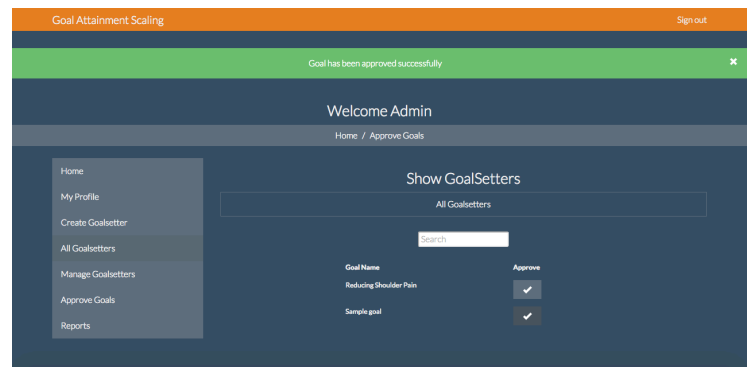 Goal Attainment Scaling
Sign out
Goal has been approved successfully
Welcome Admin
Home / Approve Goals
Home
My Profile
Create Goalsetter
All Goalsetters
Manage Goalsetters
Approve Goals
Reports
Show GoalSetters
All Goalsetters
Search
Goal Name Approve
Reducing Shoulder Pain
Sample goal